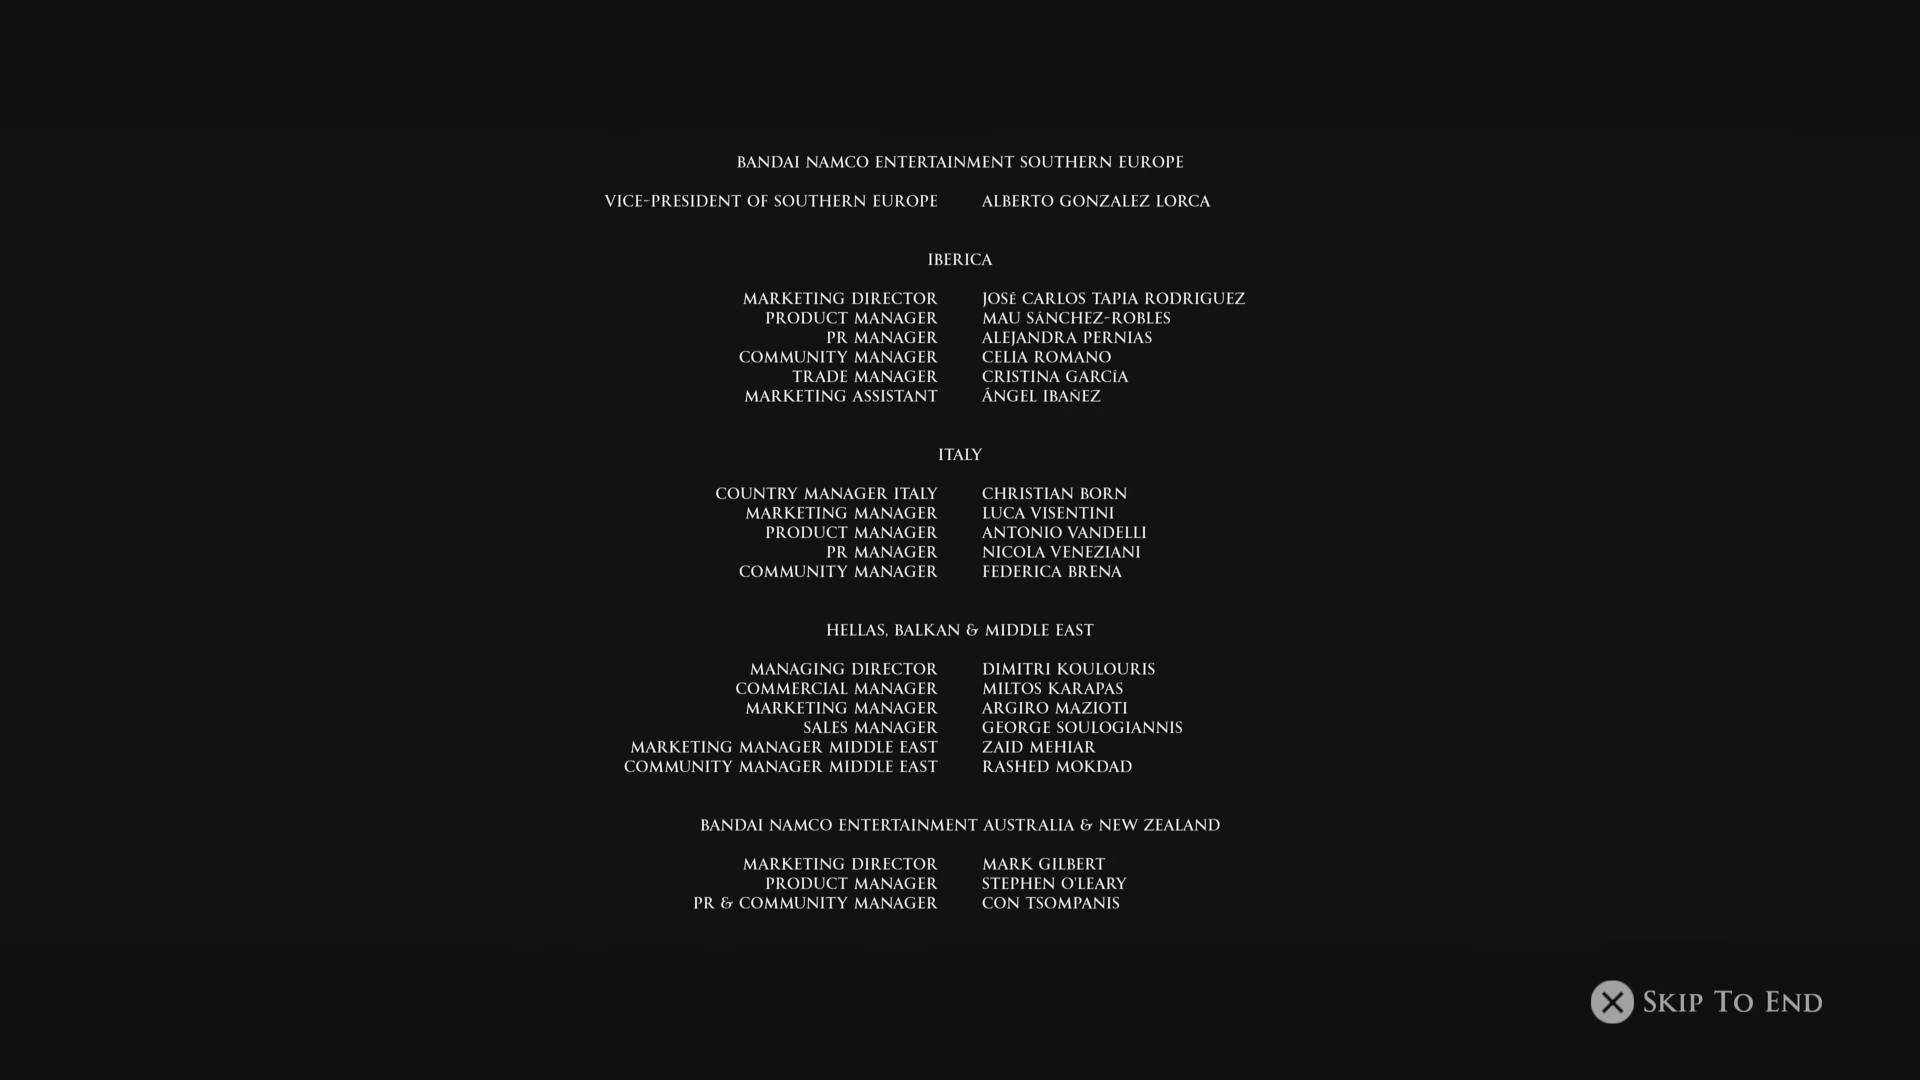 BANDAI NAMCO ENTERTAINMENT SOUTHERN EUROPE
VICE-PRESIDENT OF SOUTHERN EUROPE ALBERTO GONZALEZ LORCA
IBERICA
MARKETING DIRECTOR JOSÉ CARLOS TAPIA RODRIGUEZ
PRODUCT MANAGER MAU SÁNCHEZ-ROBLES
PR MANAGER ALEJANDRA PERNIAS
COMMUNITY MANAGER CELIA ROMANO
TRADE MANAGER CRISTINA GARCÍA
MARKETING ASSISTANT ÁNGEL IBAÑEZ
ITALY
COUNTRY MANAGER ITALY CHRISTIAN BORN
MARKETING MANAGER LUCA VISENTINI
PRODUCT MANAGER ANTONIO VANDELLI
PR MANAGER NICOLA VENEZIANI
COMMUNITY MANAGER FEDERICA BRENA
HELLAS, BALKAN & MIDDLE EAST
MANAGING DIRECTOR DIMITRI KOULOURIS
COMMERCIAL MANAGER MILTOS KARAPAS
MARKETING MANAGER ARGIRO MAZIOTI
SALES MANAGER GEORGE SOULOGIANNIS
MARKETING MANAGER MIDDLE EAST ZAID MEHIAR
COMMUNITY MANAGER MIDDLE EAST RASHED MOKDAD
BANDAI NAMCO ENTERTAINMENT AUSTRALIA & NEW ZEALAND
MARKETING DIRECTOR MARK GILBERT
PRODUCT MANAGER STEPHEN O'LEARY
PR & COMMUNITY MANAGER CON TSOMPANIS
SKIP TO END